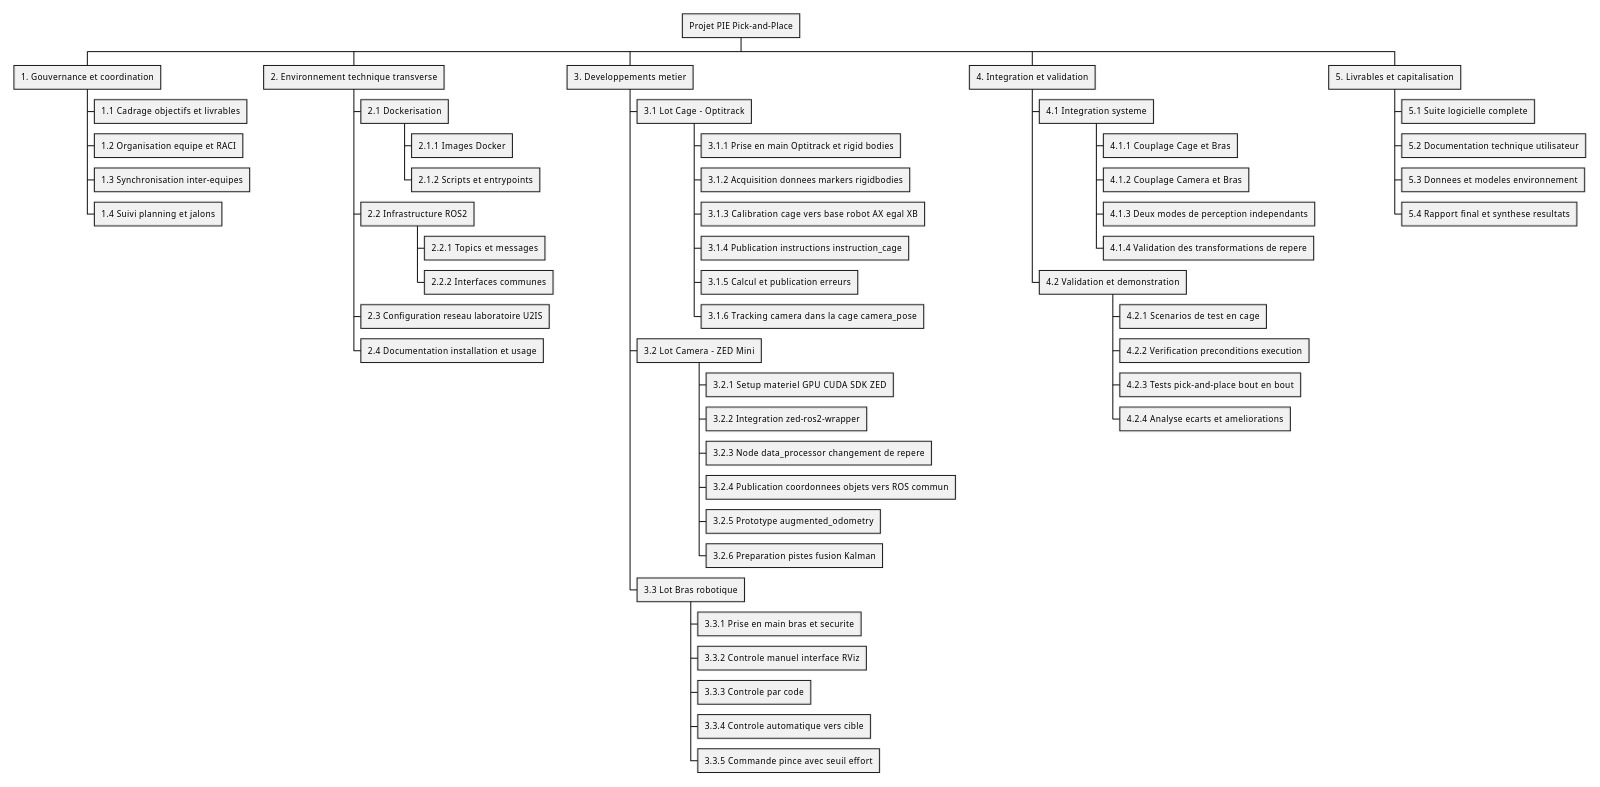 Projet PIE Pick-and-Place
1. Gouvernance et coordination
1.1 Cadrage objectifs et livrables
1.2 Organisation equipe et RACI
1.3 Synchronisation inter-equipes
1.4 Suivi planning et jalons
2. Environnement technique transverse
2.1 Dockerisation
2.1.1 Images Docker
2.1.2 Scripts et entrypoints
2.2 Infrastructure ROS2
2.2.1 Topics et messages
2.2.2 Interfaces communes
2.3 Configuration reseau laboratoire U2IS
2.4 Documentation installation et usage
3. Developpements metier
3.1 Lot Cage - Optitrack
3.1.1 Prise en main Optitrack et rigid bodies
3.1.2 Acquisition donnees markers rigidbodies
3.1.3 Calibration cage vers base robot AX egal XB
3.1.4 Publication instructions instruction_cage
3.1.5 Calcul et publication erreurs
3.1.6 Tracking camera dans la cage camera_pose
3.2 Lot Camera - ZED Mini
3.2.1 Setup materiel GPU CUDA SDK ZED
3.2.2 Integration zed-ros2-wrapper
3.2.3 Node data_processor changement de repere
3.2.4 Publication coordonnees objets vers ROS commun
3.2.5 Prototype augmented_odometry
3.2.6 Preparation pistes fusion Kalman
3.3 Lot Bras robotique
3.3.1 Prise en main bras et securite
3.3.2 Controle manuel interface RViz
3.3.3 Controle par code
3.3.4 Controle automatique vers cible
3.3.5 Commande pince avec seuil effort
4. Integration et validation
4.1 Integration systeme
4.1.1 Couplage Cage et Bras
4.1.2 Couplage Camera et Bras
4.1.3 Deux modes de perception independants
4.1.4 Validation des transformations de repere
4.2 Validation et demonstration
4.2.1 Scenarios de test en cage
4.2.2 Verification preconditions execution
4.2.3 Tests pick-and-place bout en bout
4.2.4 Analyse ecarts et ameliorations
5. Livrables et capitalisation
5.1 Suite logicielle complete
5.2 Documentation technique utilisateur
5.3 Donnees et modeles environnement
5.4 Rapport final et synthese resultats